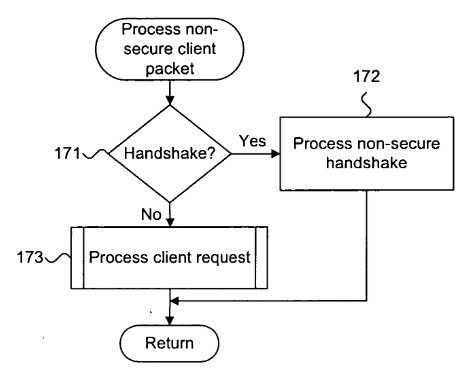 Process non-
secure client
packet
172
171
Handshake?
Yes
Process non-secure
handshake
No
173
Process client request
Return